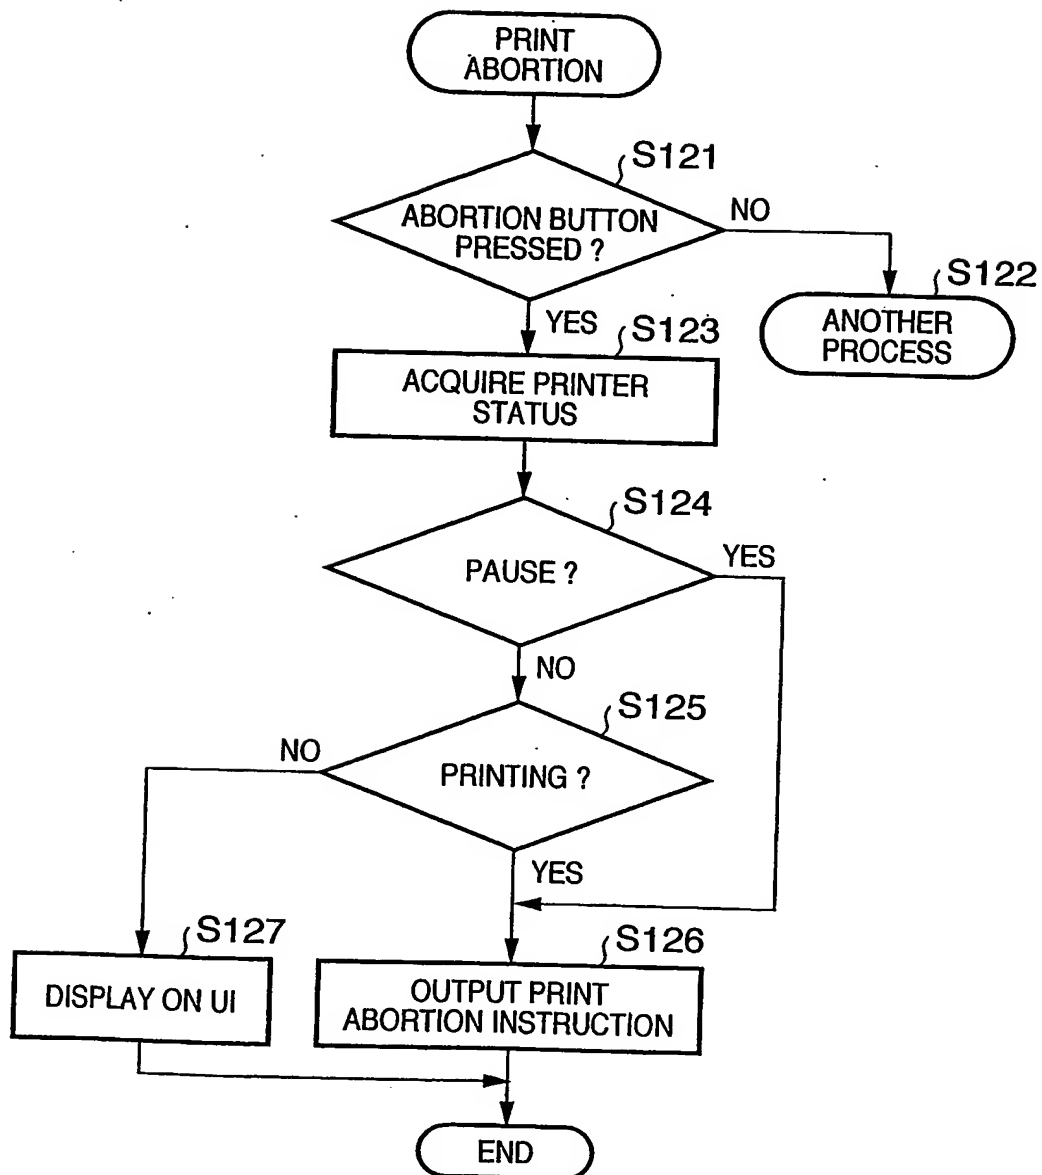 PRINT
ABORTION
S121
ABORTION BUTTON
PRESSED ?
NO
S122
ANOTHER
PROCESS
YES
S123
ACQUIRE PRINTER
STATUS
S124
PAUSE ?
YES
NO
S125
PRINTING ?
NO
YES
S127
DISPLAY ON UI
S126
OUTPUT PRINT
ABORTION INSTRUCTION
END